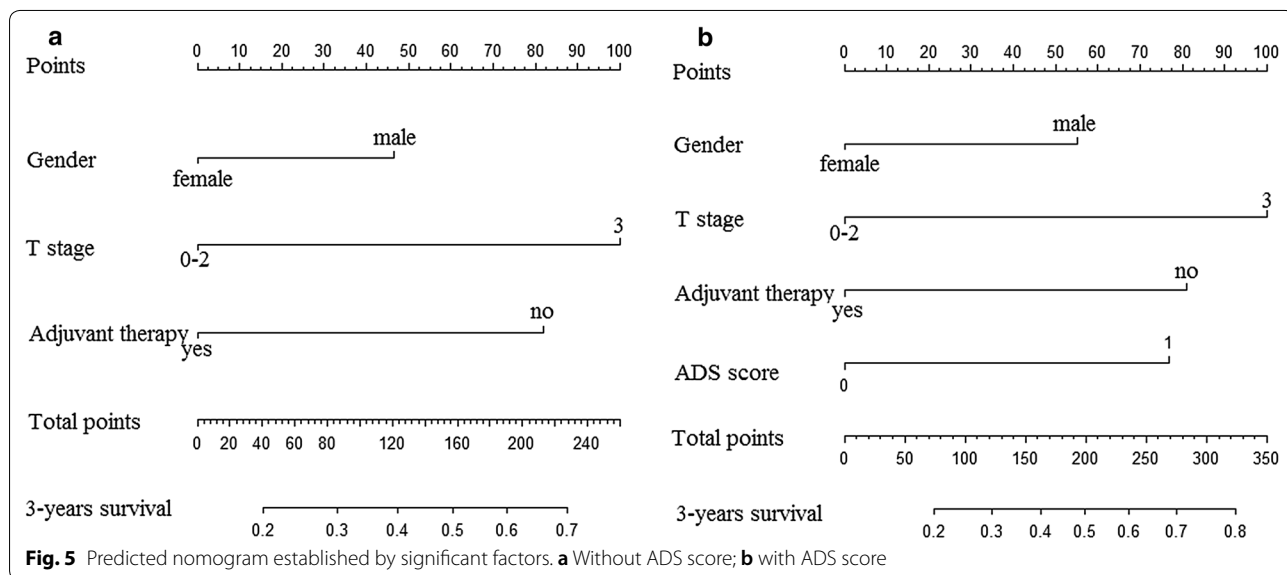 a
Points
0 10 20 30 40 50 60 70 80 90 100
Gender
male
female
T stage
3
0-2
Adjuvant therapy
no
yes
Total points
0 20 40 60 80 120 160 200 240
3-years survival
0.2 0.3 0.4 0.5 0.6 0.7
b
Points
0 10 20 30 40 50 60 70 80 90 100
Gender
male
female
T stage
3
0-2
Adjuvant therapy
no
yes
ADS score
1
0
Total points
0 50 100 150 200 250 300 350
3-years survival
0.2 0.3 0.4 0.5 0.6 0.7 0.8
Fig. 5 Predicted nomogram established by significant factors. a Without ADS score; b with ADS score